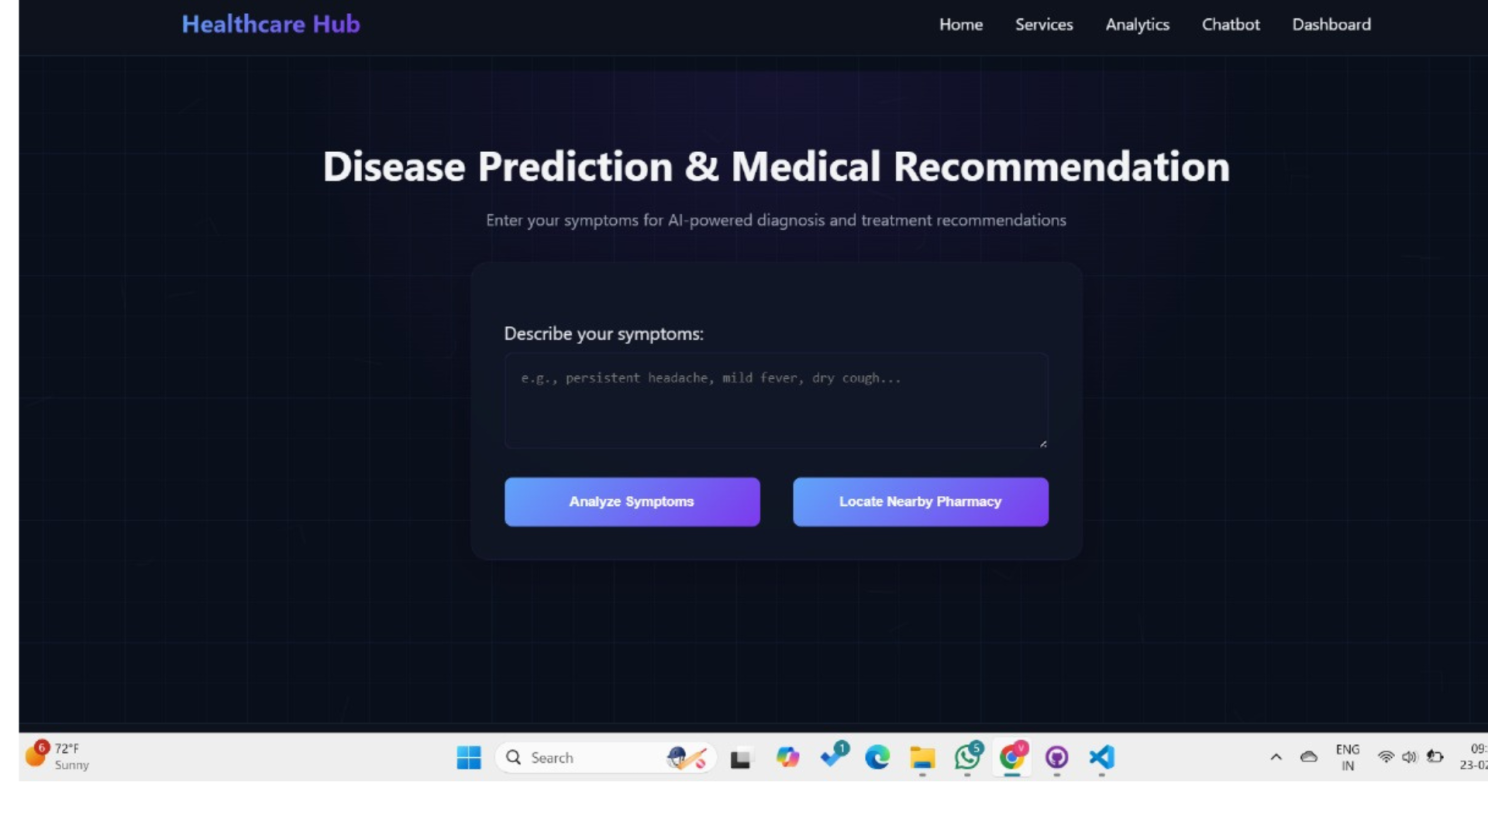 Healthcare Hub
Home Services Analytics Chatbot Dashboard
Disease Prediction & Medical Recommendation
Enter your symptoms for AI-powered diagnosis and treatment recommendations
Describe your symptoms:
e.g., persistent headache, mild fever, dry cough...
Analyze Symptoms Locate Nearby Pharmacy
6 72°F
Sunny
Search
1
5
V
ENG
IN
09:
23-02